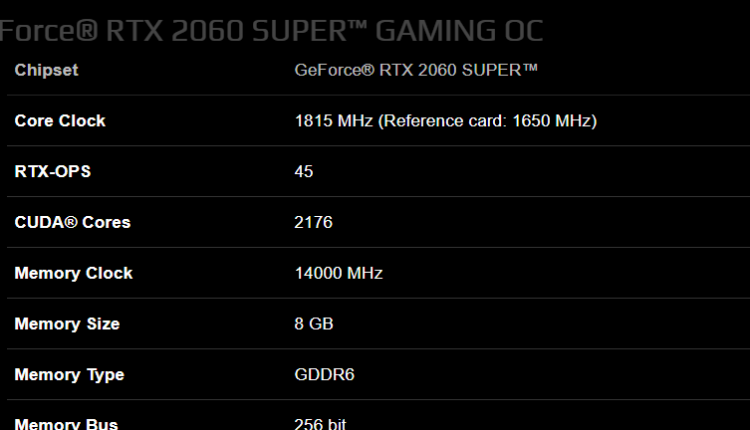 Force® RTX 2060 SUPER™ GAMING OC
Chipset GeForce® RTX 2060 SUPER™
Core Clock 1815 MHz (Reference card: 1650 MHz)
RTX-OPS 45
CUDA® Cores 2176
Memory Clock 14000 MHz
Memory Size 8 GB
Memory Type GDDR6
Memory Bus 256 bit